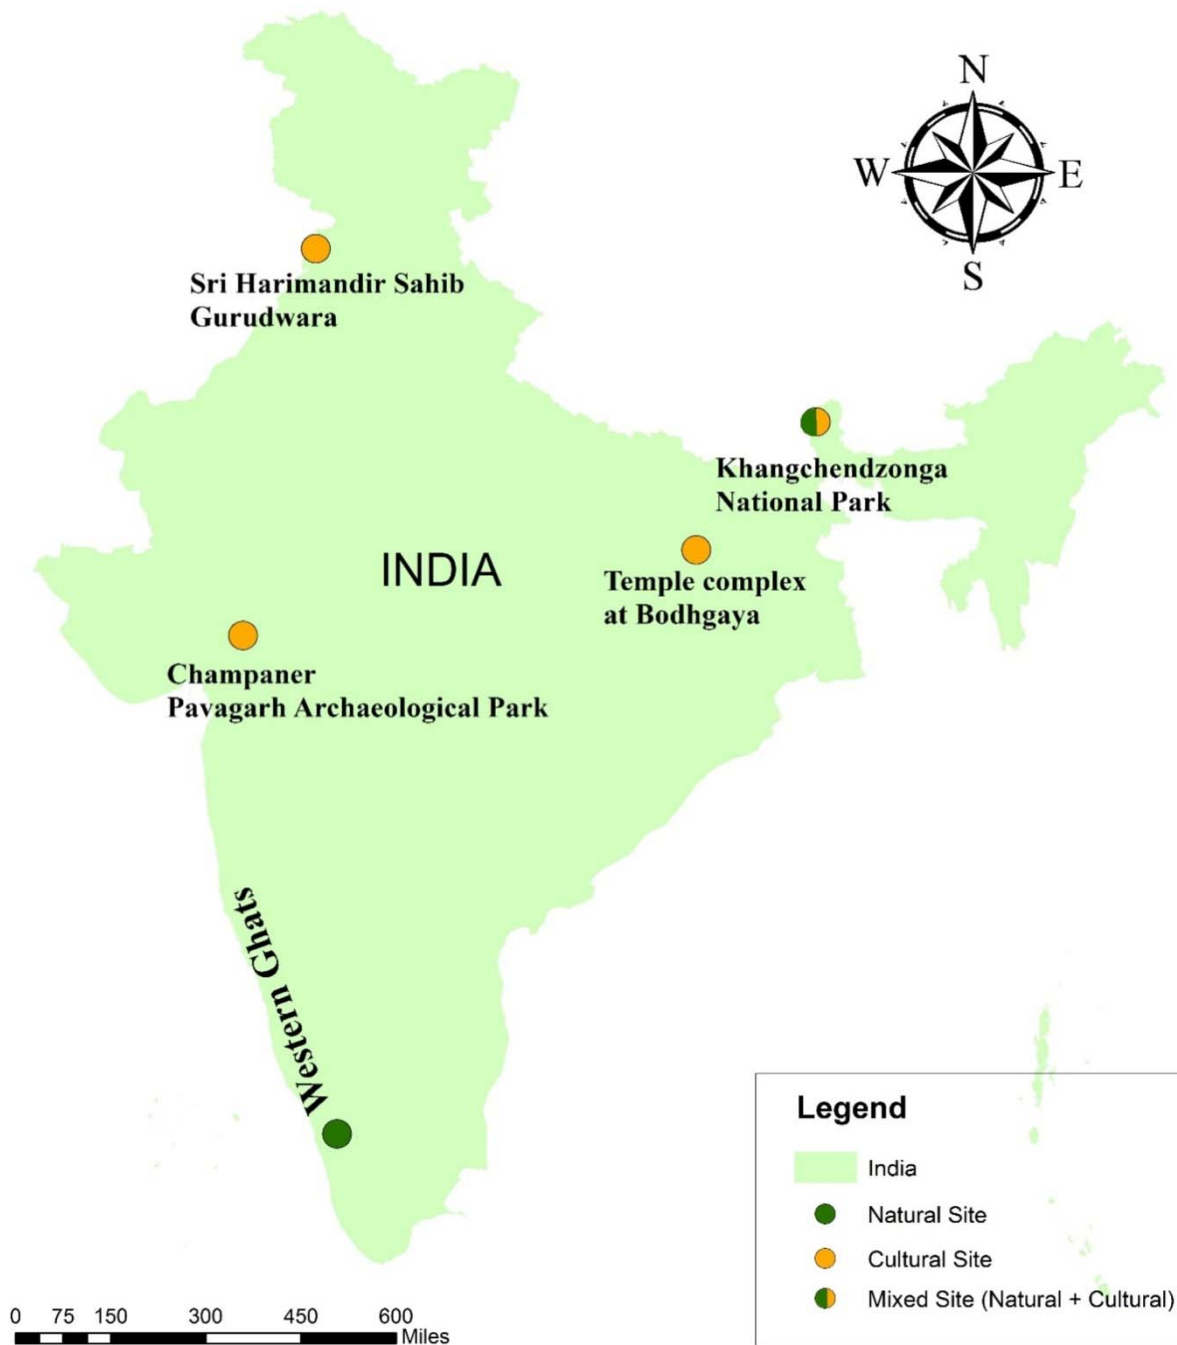 N
W E
S
Sri Harimandir Sahib
Gurudwara
Khangchendzonga
National Park
INDIA
Temple complex
at Bodhgaya
Champaner
Pavagarh Archaeological Park
Western Ghats
Legend
India
Natural Site
Cultural Site
Mixed Site (Natural + Cultural)
0 75 150 300 450 600
Miles